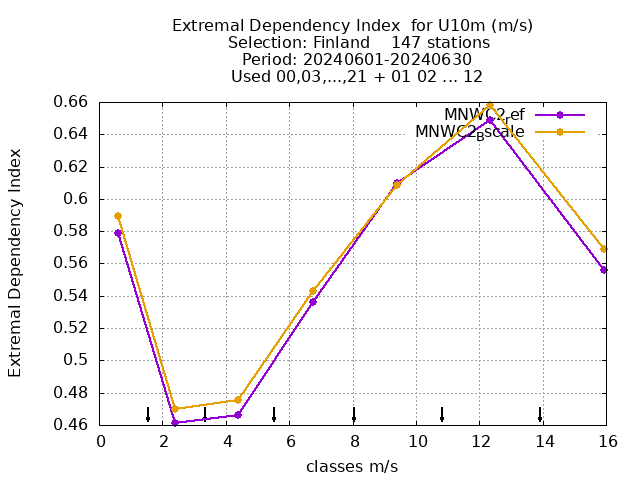 Extremal Dependency Index for U10m (m/s)
Selection: Finland 147 stations
Period: 20240601-20240630
Used 00,03,...,21 + 01 02 ... 12
MNWC2_ref
MNWC2_Bscale
Extremal Dependency Index
0.66
0.64
0.62
0.6
0.58
0.56
0.54
0.52
0.5
0.48
0.46
0 2 4 6 8 10 12 14 16
classes m/s